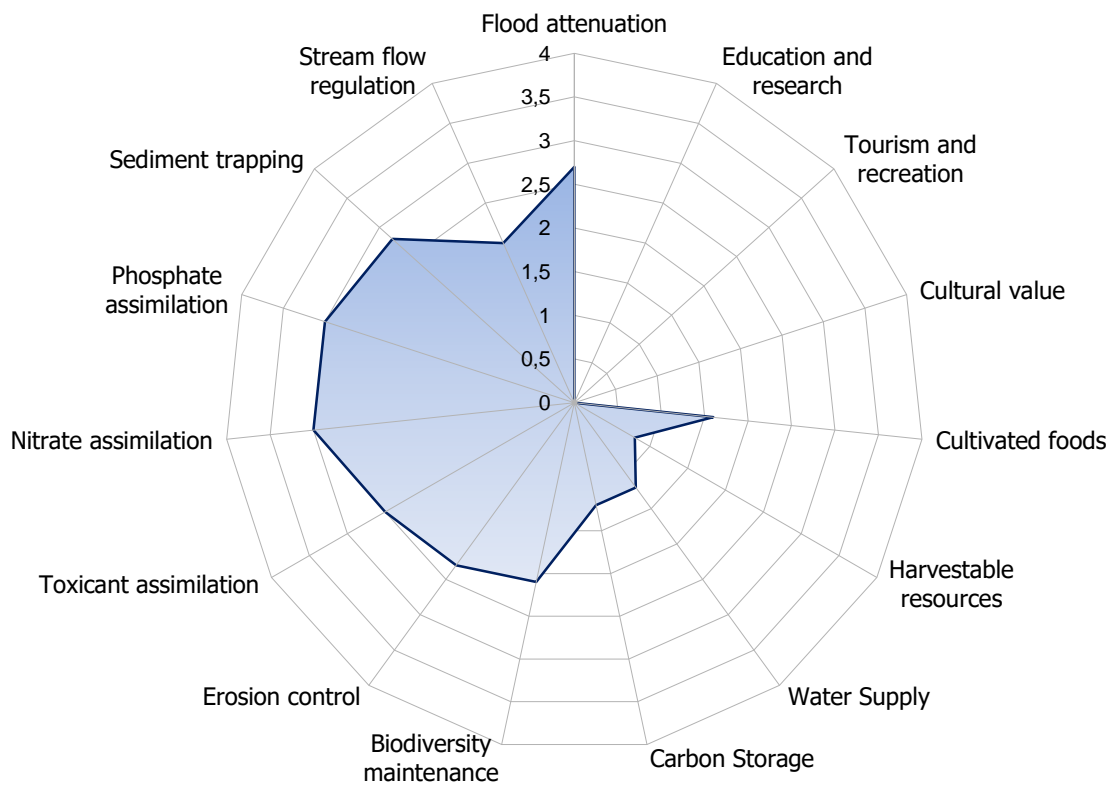 Flood attenuation
Education and
research
Tourism and
recreation
Cultural value
Cultivated foods
Harvestable
resources
Water Supply
Carbon Storage
Biodiversity
maintenance
Erosion control
Toxicant assimilation
Nitrate assimilation
Phosphate
assimilation
Sediment trapping
Stream flow
regulation
4
3,5
3
2,5
2
1,5
1
0,5
0